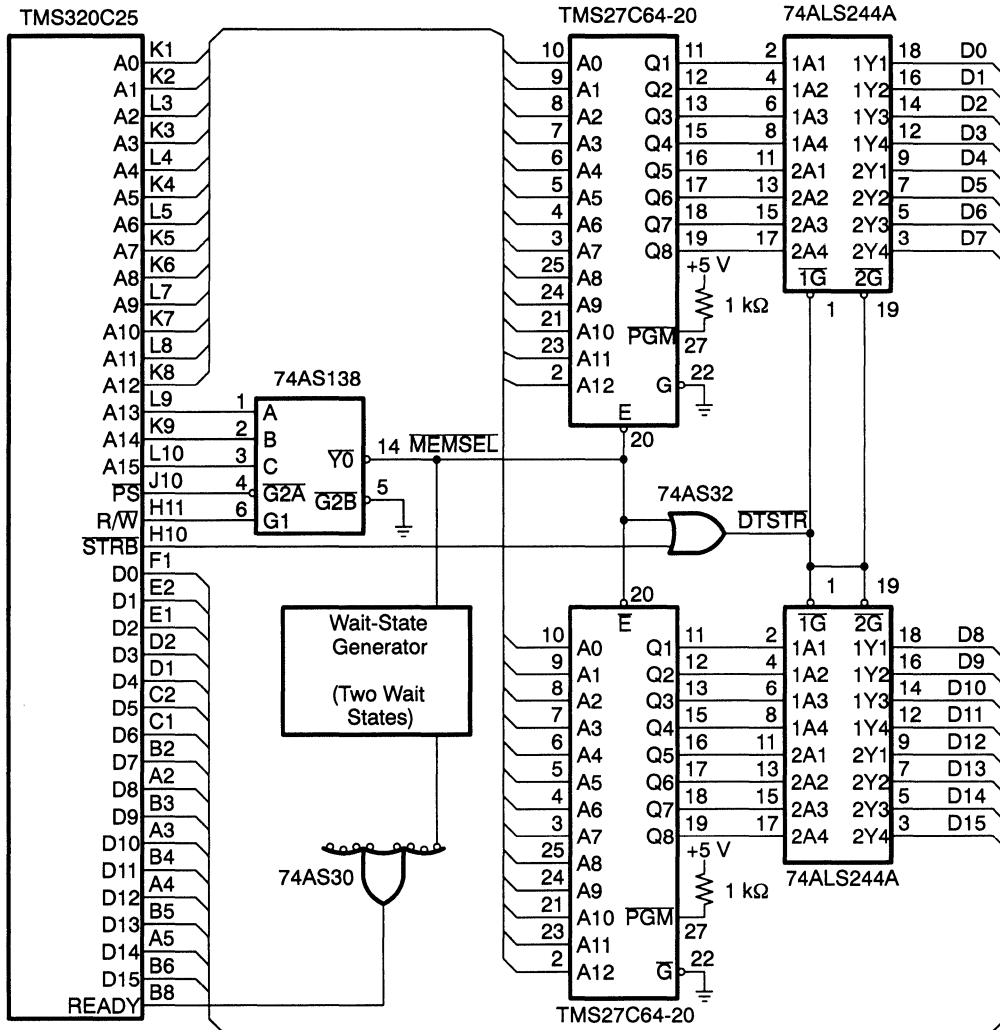 TMS320C25
A0 K1
A1 K2
A2 L3
A3 K3
A4 L4
A5 K4
A6 L5
A7 K5
A8 K6
A9 L7
A10 K7
A11 L8
A12 K8
A13 L9
A14 K9
A15 L10
PS J10
R/W H11
STRB H10
D0 F1
D1 E2
D2 E1
D3 D2
D4 D1
D5 C2
D6 C1
D7 B2
D8 A2
D9 B3
D10 A3
D11 B4
D12 A4
D13 B5
D14 A5
D15 B6
READY B8
74AS138
1 A
2 B
3 C
4 G2A
6 G1
Y0 14 MEMSEL
G2B 5
Wait-State
Generator
(Two Wait
States)
74AS30
TMS27C64-20
10 A0 Q1 11
9 A1 Q2 12
8 A2 Q3 13
7 A3 Q4 15
6 A4 Q5 16
5 A5 Q6 17
4 A6 Q7 18
3 A7 Q8 19
25 A8
24 A9
21 A10 PGM 27
23 A11
2 A12 G 22
E
20
+5 V
1 kΩ
74ALS244A
2 1A1 1Y1 18 D0
4 1A2 1Y2 16 D1
6 1A3 1Y3 14 D2
8 1A4 1Y4 12 D3
11 2A1 2Y1 9 D4
13 2A2 2Y2 7 D5
15 2A3 2Y3 5 D6
17 2A4 2Y4 3 D7
1G 2G
1 19
74AS32
DTSTR
20
E
10 A0 Q1 11
9 A1 Q2 12
8 A2 Q3 13
7 A3 Q4 15
6 A4 Q5 16
5 A5 Q6 17
4 A6 Q7 18
3 A7 Q8 19
25 A8
24 A9
21 A10 PGM 27
23 A11
2 A12 G 22
+5 V
1 kΩ
TMS27C64-20
1 19
1G 2G
2 1A1 1Y1 18 D8
4 1A2 1Y2 16 D9
6 1A3 1Y3 14 D10
8 1A4 1Y4 12 D11
11 2A1 2Y1 9 D12
13 2A2 2Y2 7 D13
15 2A3 2Y3 5 D14
17 2A4 2Y4 3 D15
74ALS244A